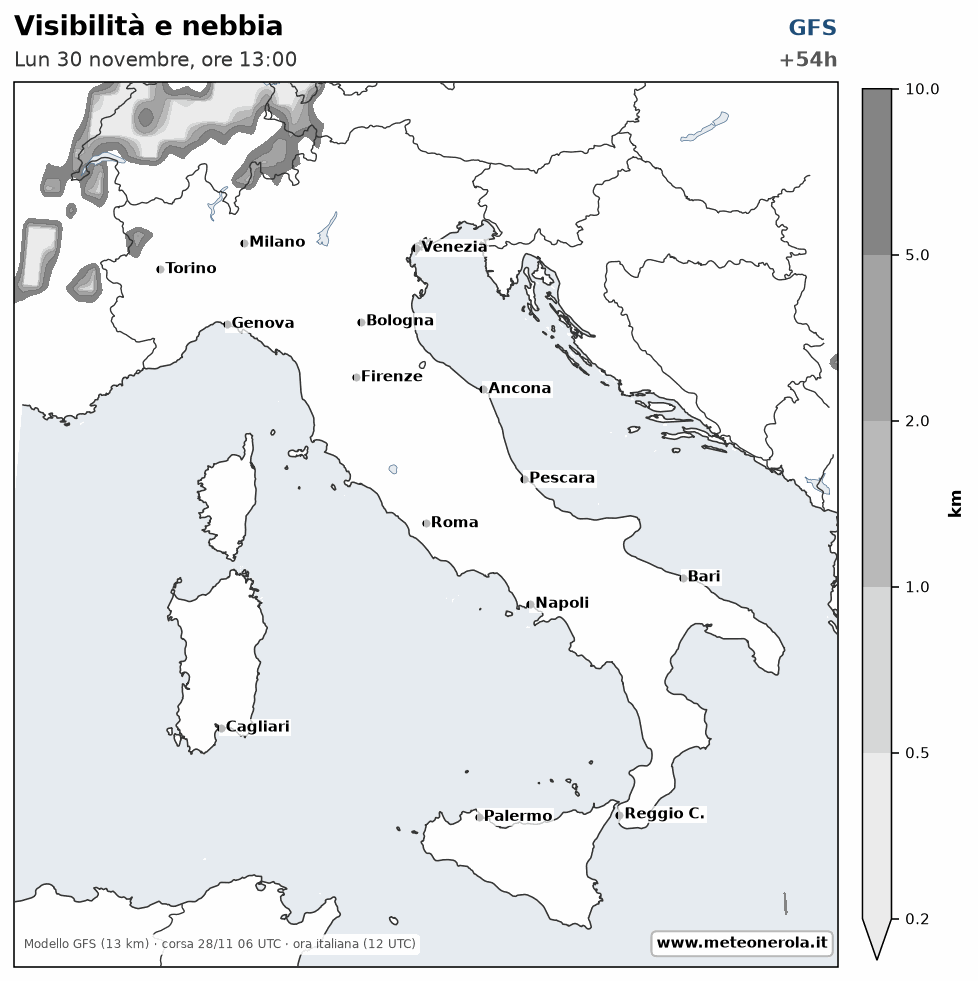 Visibilità e nebbia
GFS
Lun 30 novembre, ore 13:00
+54h
10.0
5.0
2.0
1.0
0.5
0.2
km
Milano
Venezia
Torino
Genova
Bologna
Firenze
Ancona
Pescara
Roma
Bari
Napoli
Cagliari
Palermo
Reggio C.
Modello GFS (13 km) · corsa 28/11 06 UTC · ora italiana (12 UTC)
www.meteonerola.it